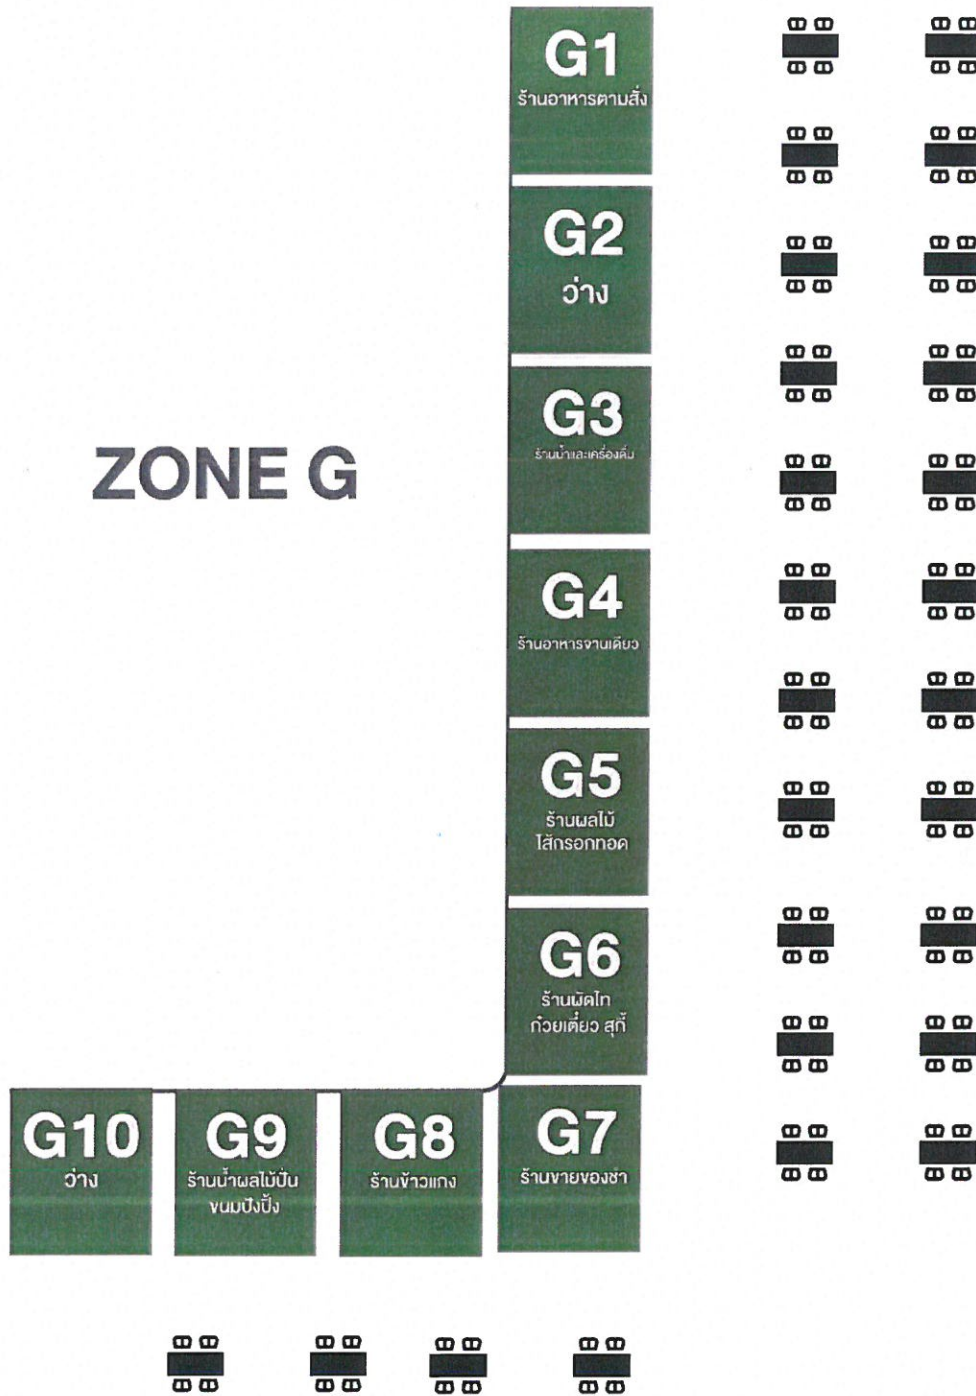 G1
ร้านอาหารตามสั่ง
G2
ว่าง
G3
ร้านน้ำและเครื่องดื่ม
ZONE G
G4
ร้านอาหารจานเดียว
G5
ร้านผลไม้
ไส้กรอกทอด
G6
ร้านผัดไท
ก๋วยเตี๋ยว สุกี้
G10
ว่าง
G9
ร้านน้ำผลไม้ปั่น
ขนมปังปิ้ง
G8
ร้านข้าวแกง
G7
ร้านขายของชำ